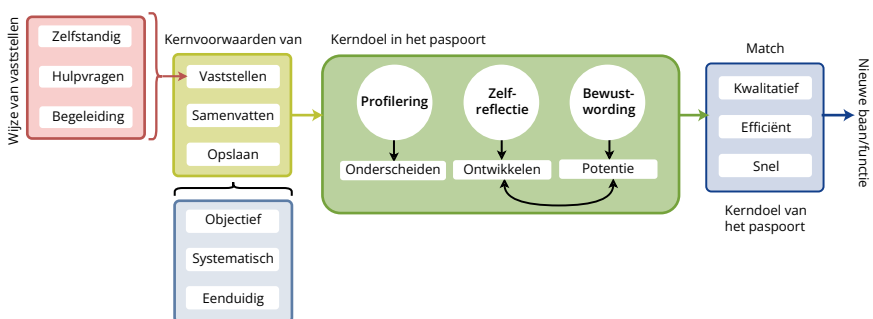 Wijze van vaststellen
Zelfstandig
Hulpvragen
Begeleiding
Kernvoorwaarden van
Vaststellen
Samenvatten
Opslaan
Objectief
Systematisch
Eenduidig
Kerndoel in het paspoort
Profilering
Zelf-
reflectie
Bewust-
wording
Onderscheiden
Ontwikkelen
Potentie
Match
Kwalitatief
Efficiënt
Snel
Kerndoel van
het paspoort
Nieuwe baan/functie